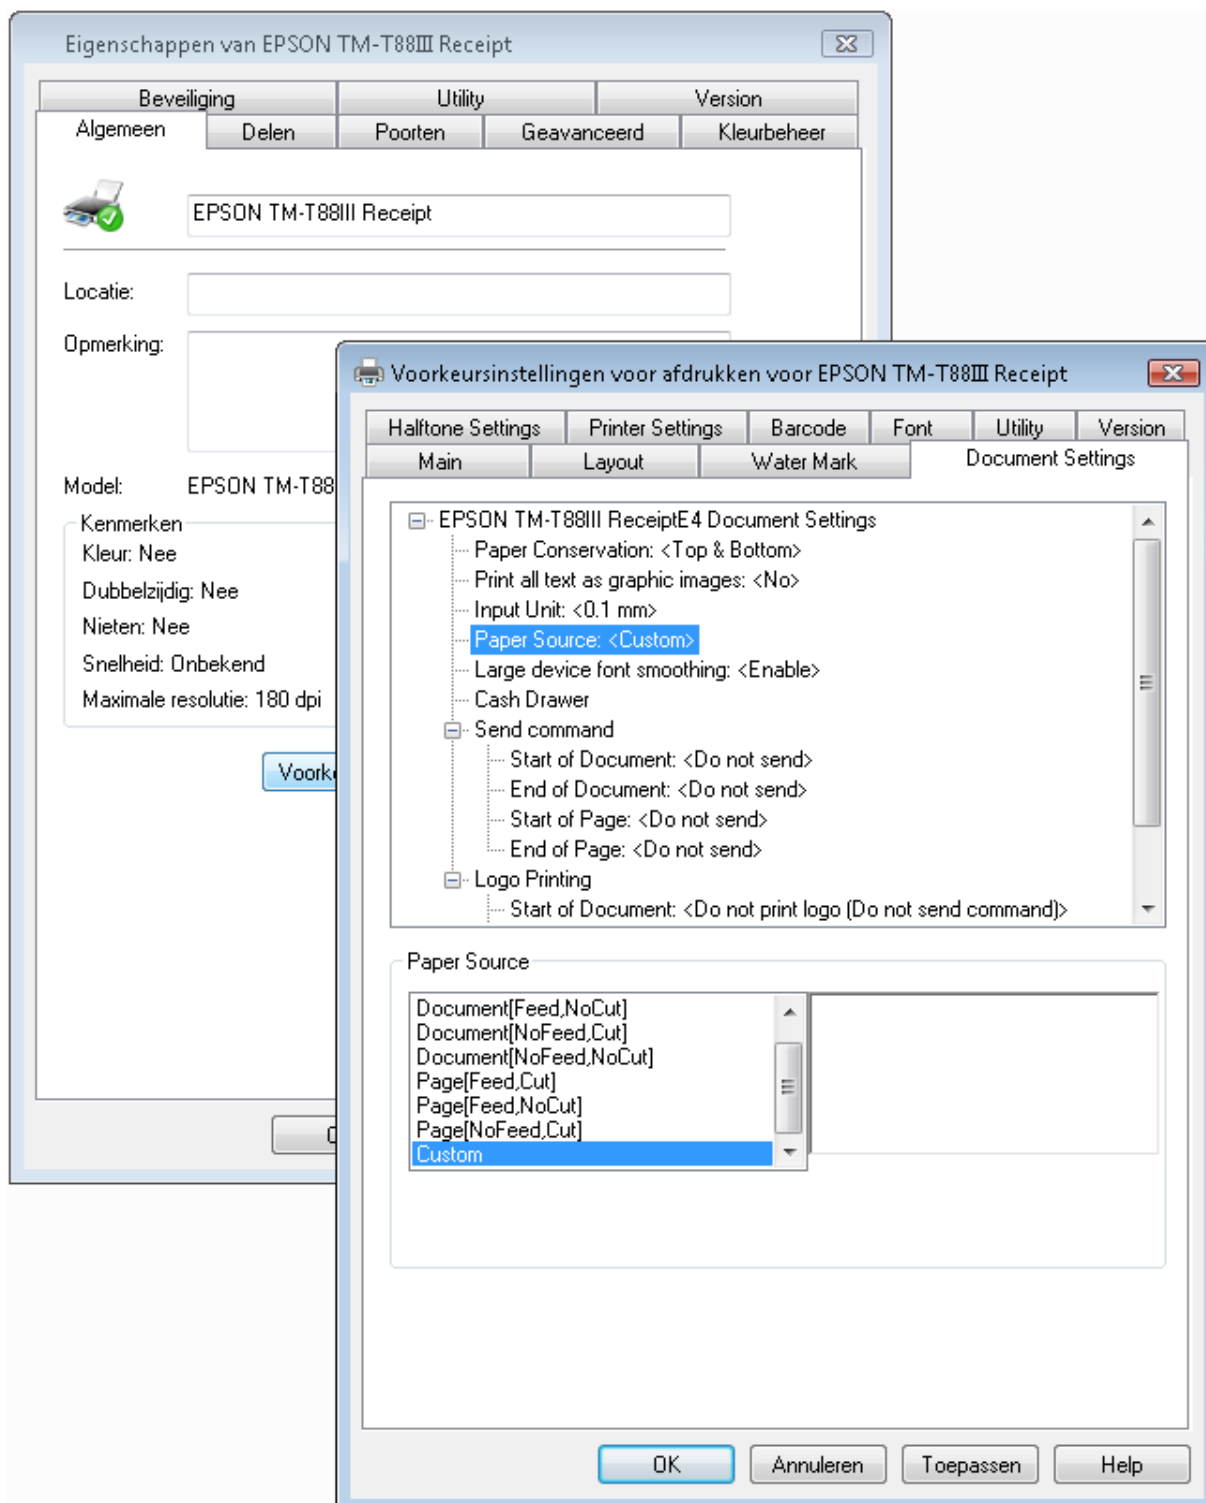 Eigenschappen van EPSON TM-T88III Receipt
Beveiliging Utility Version
Algemeen Delen Poorten Geavanceerd Kleurbeheer
EPSON TM-T88III Receipt
Locatie:
Opmerking:
Model: EPSON TM-T88
Kenmerken
Kleur: Nee
Dubbelzijdig: Nee
Nieten: Nee
Snelheid: Onbekend
Maximale resolutie: 180 dpi
Voorkeursinstellingen voor afdrukken voor EPSON TM-T88III Receipt
Halftone Settings Printer Settings Barcode Font Utility Version
Main Layout Water Mark Document Settings
EPSON TM-T88III ReceiptE4 Document Settings
Paper Conservation: <Top & Bottom>
Print all text as graphic images: <No>
Input Unit: <0.1 mm>
Paper Source: <Custom>
Large device font smoothing: <Enable>
Cash Drawer
Send command
Start of Document: <Do not send>
End of Document: <Do not send>
Start of Page: <Do not send>
End of Page: <Do not send>
Logo Printing
Start of Document: <Do not print logo (Do not send command)>
Paper Source
Document[Feed,NoCut]
Document[NoFeed,Cut]
Document[NoFeed,NoCut]
Page[Feed,Cut]
Page[Feed,NoCut]
Page[NoFeed,Cut]
Custom
OK Annuleren Toepassen Help